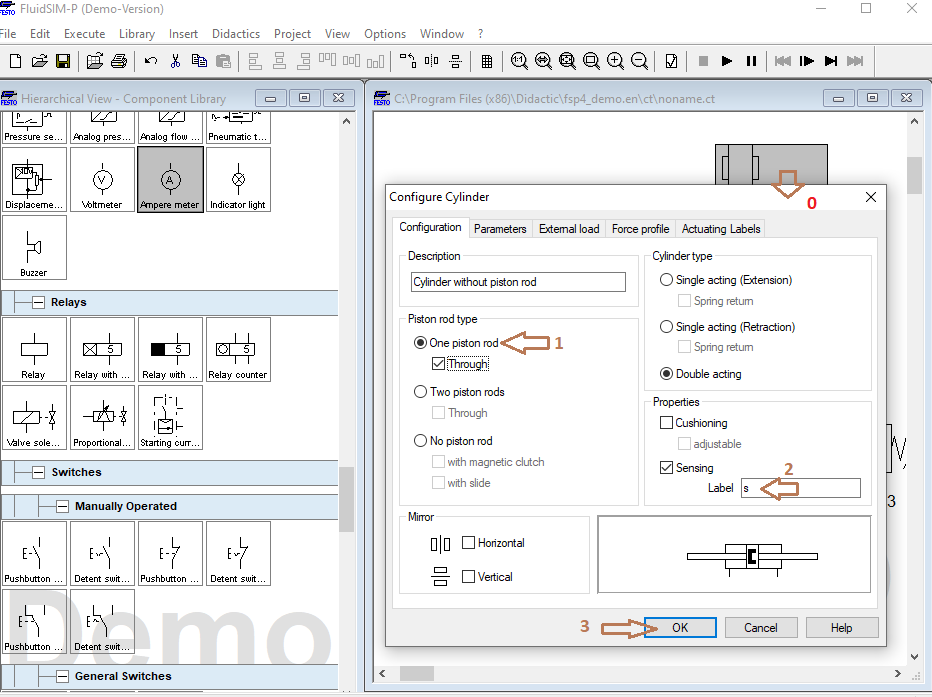 FluidSIM-P (Demo-Version)
FESTO
File Edit Execute Library Insert Didactics Project View Options Window ?
FESTO Hierarchical View - Component Library
FESTO C:\Program Files (x86)\Didactic\fsp4_demo.en\ct\noname.ct
Pressure se... Analog pres... Analog flow ... Pneumatic t...
V
A
Displaceme... Voltmeter Ampere meter Indicator light
Buzzer
Relays
5 5 5
Relay Relay with ... Relay with ... Relay counter
Valve sole... Proportional... Starting curr...
Switches
Manually Operated
Pushbutton ... Detent swit... Pushbutton ... Detent swit...
Pushbutton ... Detent swit...
Demo
General Switches
0
Configure Cylinder
Configuration Parameters External load Force profile Actuating Labels
Description
Cylinder without piston rod
Piston rod type
One piston rod 1
Through
Two piston rods
Through
No piston rod
with magnetic clutch
with slide
Cylinder type
Single acting (Extension)
Spring return
Single acting (Retraction)
Spring return
Double acting
Properties
Cushioning
adjustable
Sensing
2
Label s
Mirror
Horizontal
Vertical
3
3 OK Cancel Help